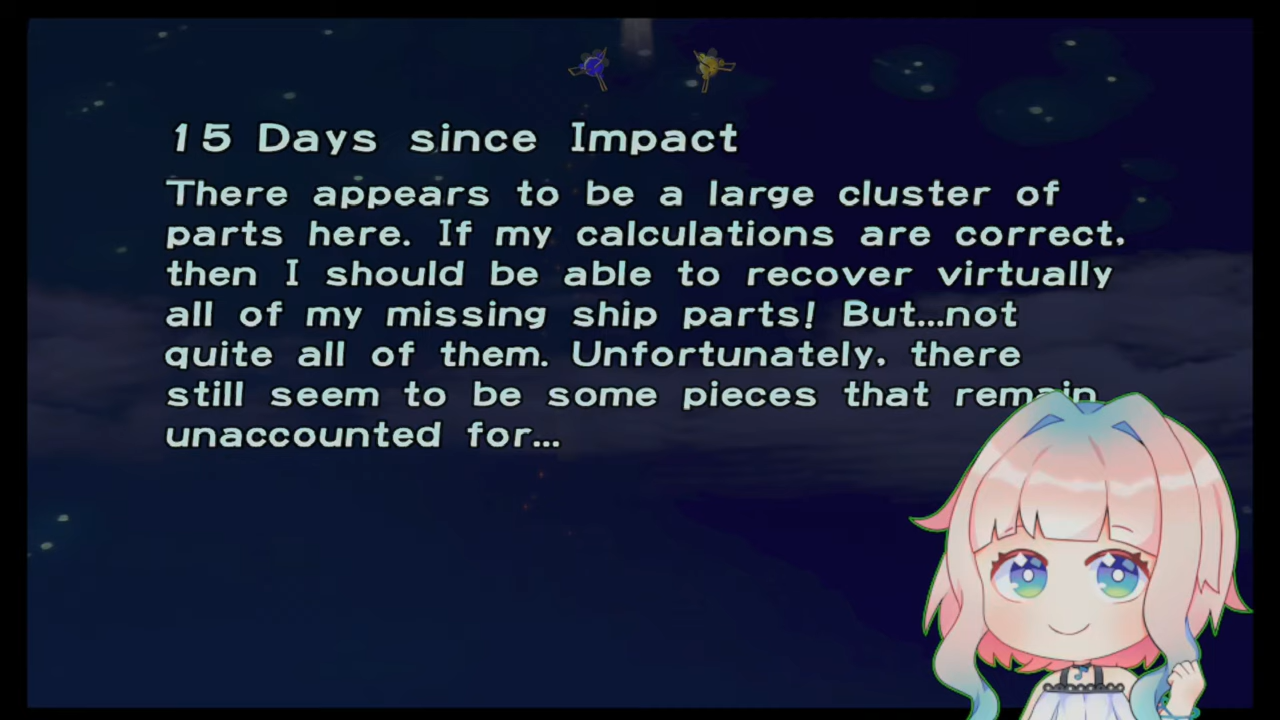 15 Days since Impact
There appears to be a large cluster of
parts here. If my calculations are correct,
then I should be able to recover virtually
all of my missing ship parts! But...not
quite all of them. Unfortunately, there
still seem to be some pieces that remain
unaccounted for...